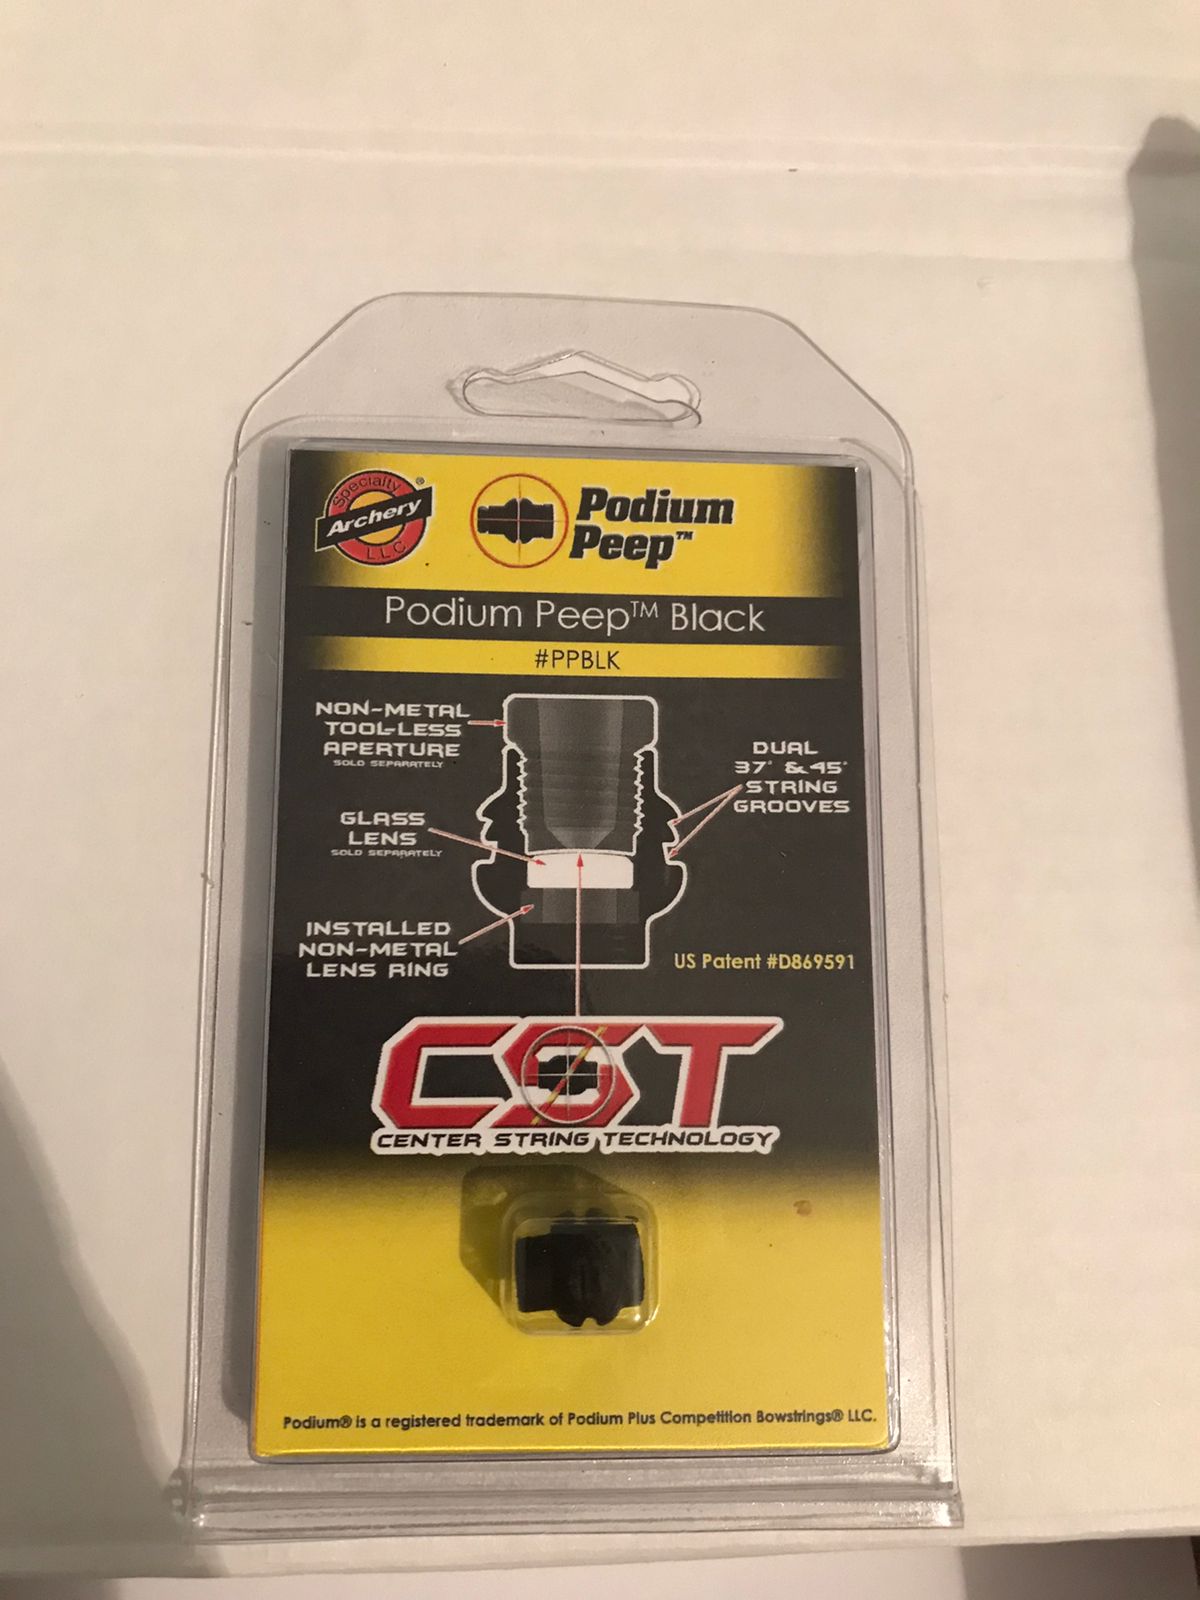 Specialty
Archery®
LLC
Podium
Peep™
Podium Peep™ Black
#PPBLK
NON-METAL
TOOL-LESS
APERTURE
SOLD SEPARATELY
GLASS
LENS
SOLD SEPARATELY
INSTALLED
NON-METAL
LENS RING
DUAL
37° & 45°
STRING
GROOVES
US Patent #D869591
CST
CENTER STRING TECHNOLOGY
Podium® is a registered trademark of Podium Plus Competition Bowstrings® LLC.